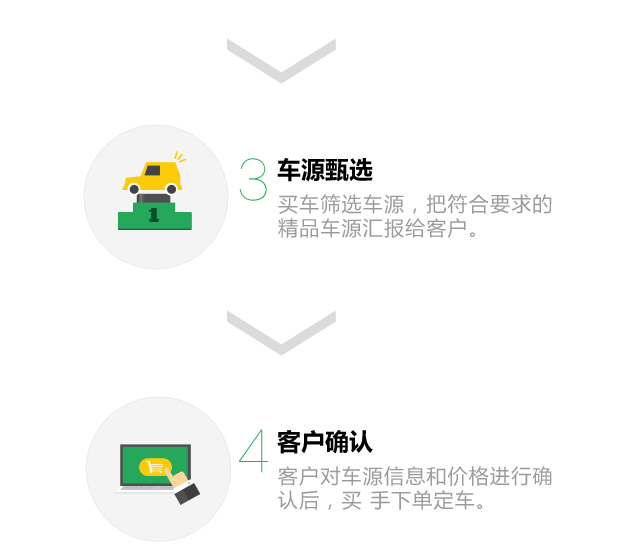 3 车源甄选
买车筛选车源，把符合要求的
精品车源汇报给客户。
1
4 客户确认
客户对车源信息和价格进行确
认后，买 手下单定车。